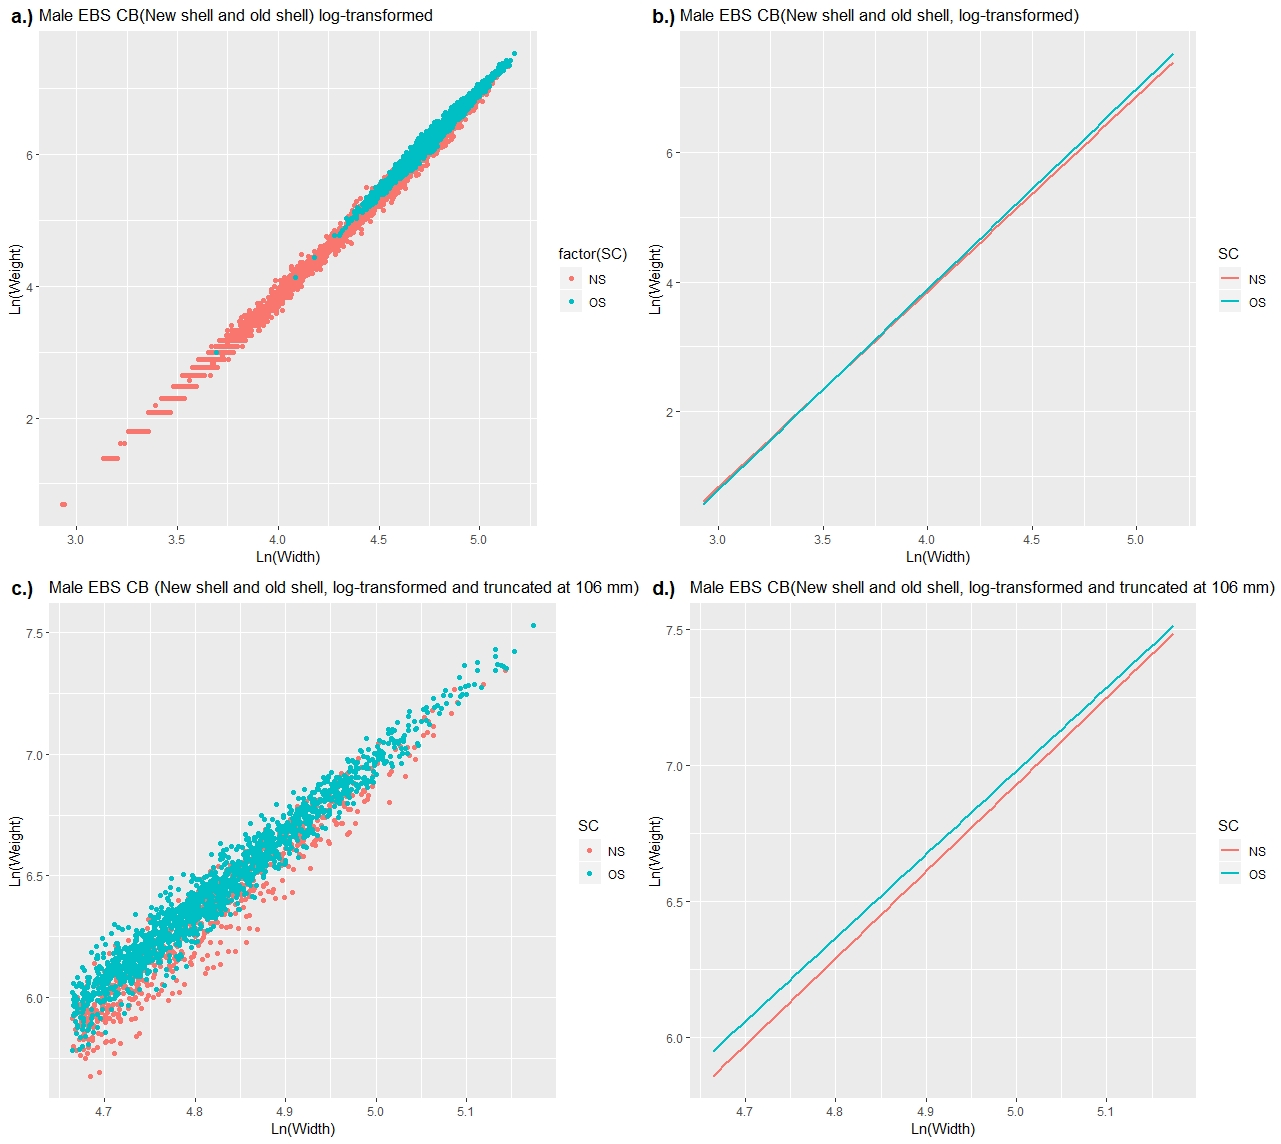 a.) Male EBS CB(New shell and old shell) log-transformed
Ln(Weight)
6
4
2
3.0 3.5 4.0 4.5 5.0
Ln(Width)
factor(SC)
NS
OS
b.) Male EBS CB(New shell and old shell, log-transformed)
Ln(Weight)
6
4
2
3.0 3.5 4.0 4.5 5.0
Ln(Width)
SC
NS
OS
c.) Male EBS CB (New shell and old shell, log-transformed and truncated at 106 mm)
Ln(Weight)
7.5
7.0
6.5
6.0
4.7 4.8 4.9 5.0 5.1
Ln(Width)
SC
NS
OS
d.) Male EBS CB(New shell and old shell, log-transformed and truncated at 106 mm)
Ln(Weight)
7.5
7.0
6.5
6.0
4.7 4.8 4.9 5.0 5.1
Ln(Width)
SC
NS
OS